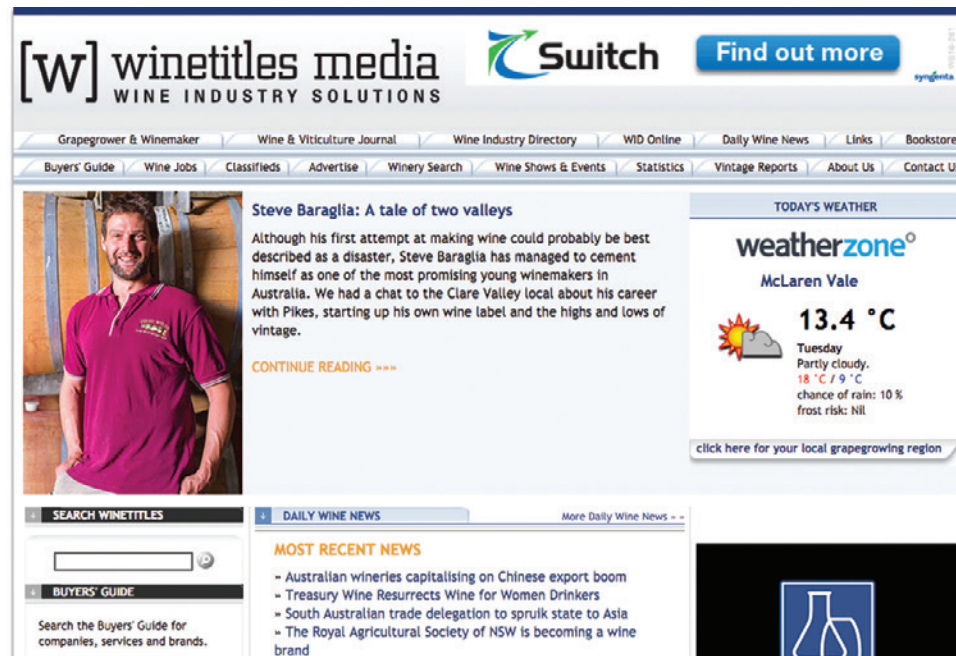 [w] winetitles media
WINE INDUSTRY SOLUTIONS
Switch
Find out more
syngenta
Grapegrower & Winemaker
Wine & Viticulture Journal
Wine Industry Directory
WID Online
Daily Wine News
Links
Bookstore
Buyers' Guide
Wine Jobs
Classifieds
Advertise
Winery Search
Wine Shows & Events
Statistics
Vintage Reports
About Us
Contact U
Steve Baraglia: A tale of two valleys
Although his first attempt at making wine could probably be best
described as a disaster, Steve Baraglia has managed to cement
himself as one of the most promising young winemakers in
Australia. We had a chat to the Clare Valley local about his career
with Pikes, starting up his own wine label and the highs and lows of
vintage.
CONTINUE READING »»»
TODAY'S WEATHER
weatherzone°
McLaren Vale
13.4 °C
Tuesday
Partly cloudy.
18 °C / 9 °C
chance of rain: 10 %
frost risk: Nil
click here for your local grapegrowing region
SEARCH WINETITLES
BUYERS' GUIDE
Search the Buyers' Guide for
companies, services and brands.
DAILY WINE NEWS
More Daily Wine News » »
MOST RECENT NEWS
» Australian wineries capitalising on Chinese export boom
» Treasury Wine Resurrects Wine for Women Drinkers
» South Australian trade delegation to spruik state to Asia
» The Royal Agricultural Society of NSW is becoming a wine
brand